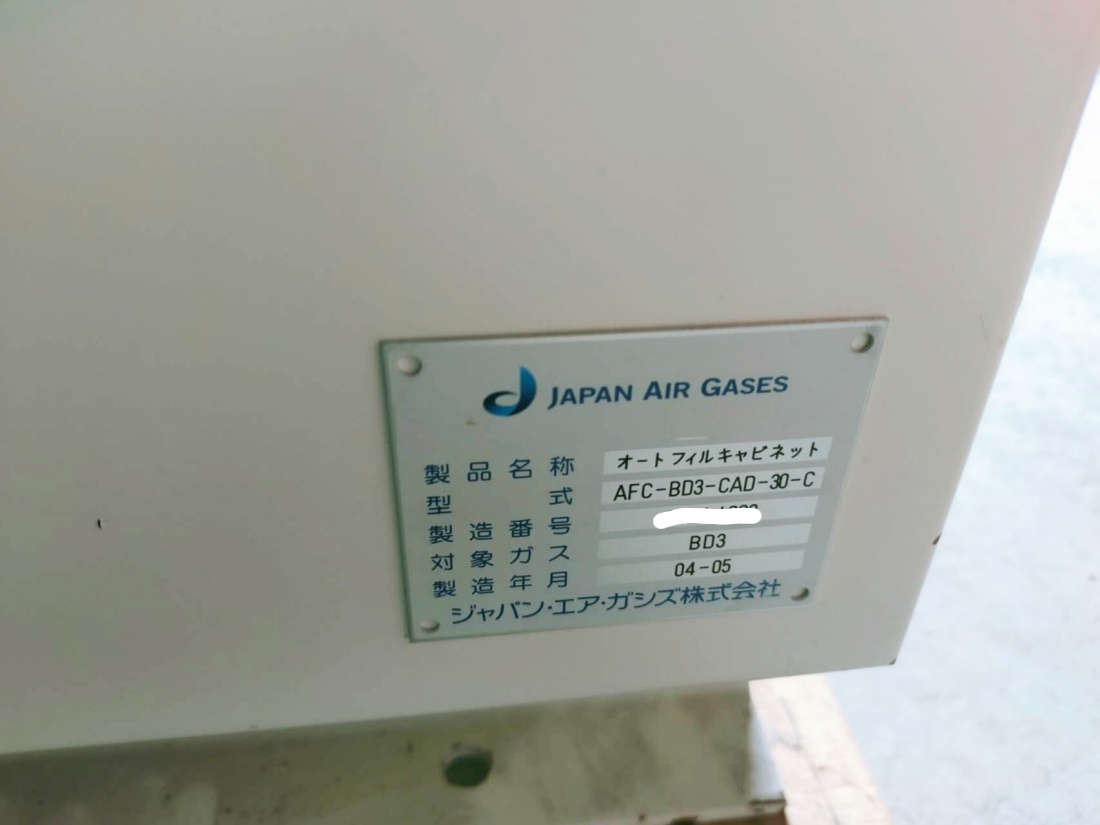 JAPAN AIR GASES
製品名称 オートフィルキャビネット
型式 AFC-BD3-CAD-30-C
製造番号
対象ガス BD3
製造年月 04-05
ジャパン・エア・ガシズ株式会社